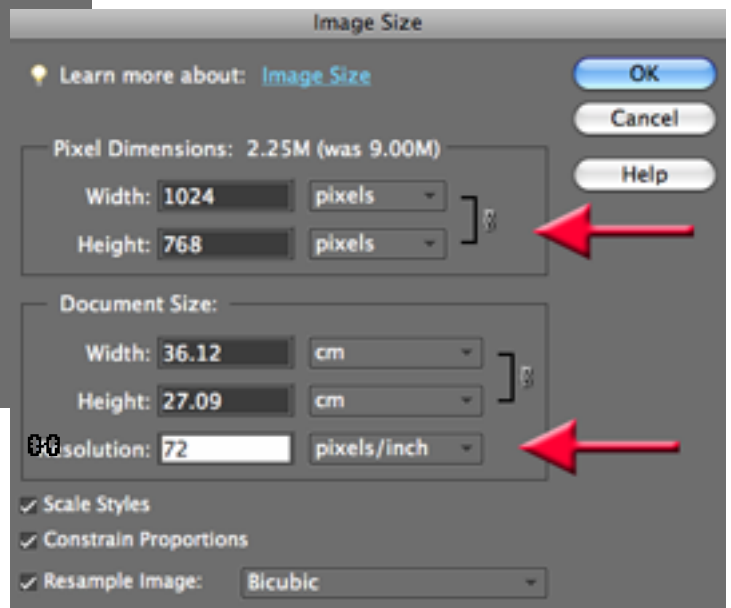 Image Size
Learn more about: Image Size
OK
Cancel
Help
Pixel Dimensions: 2.25M (was 9.00M)
Width: 1024 pixels
Height: 768 pixels
Document Size:
Width: 36.12 cm
Height: 27.09 cm
solution: 72 pixels/inch
Scale Styles
Constrain Proportions
Resample Image: Bicubic